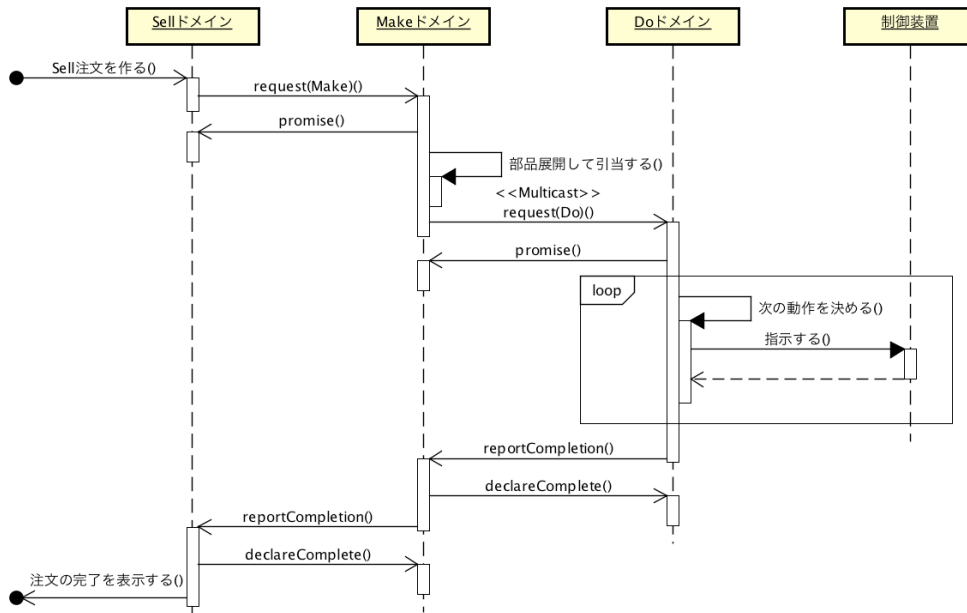 Sellドメイン
Makeドメイン
Doドメイン
制御装置
Sell注文を作る()
request(Make)()
promise()
部品展開して引当する()
<<Multicast>>
request(Do)()
promise()
loop
次の動作を決める()
指示する()
reportCompletion()
declareComplete()
reportCompletion()
declareComplete()
注文の完了を表示する()